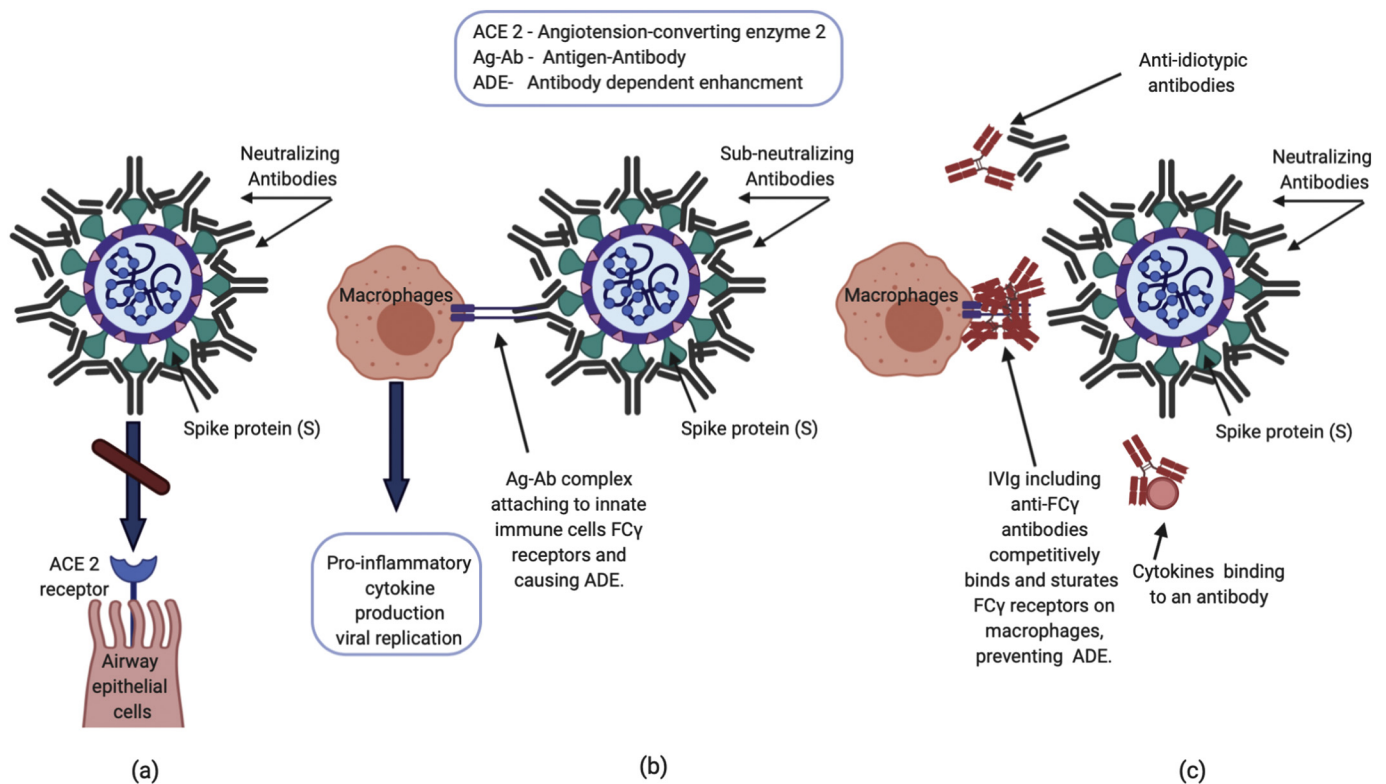 ACE 2 - Angiotension-converting enzyme 2
Ag-Ab - Antigen-Antibody
ADE- Antibody dependent enhancment
Neutralizing
Antibodies
Spike protein (S)
ACE 2
receptor
Airway
epithelial
cells
(a)
Sub-neutralizing
Antibodies
Macrophages
Spike protein (S)
Ag-Ab complex
attaching to innate
immune cells FCγ
receptors and
causing ADE.
Pro-inflammatory
cytokine
production
viral replication
(b)
Anti-idiotypic
antibodies
Neutralizing
Antibodies
Macrophages
Spike protein (S)
IVIg including
anti-FCγ
antibodies
competitively
binds and sturates
FCγ receptors on
macrophages,
preventing ADE.
Cytokines binding
to an antibody
(c)